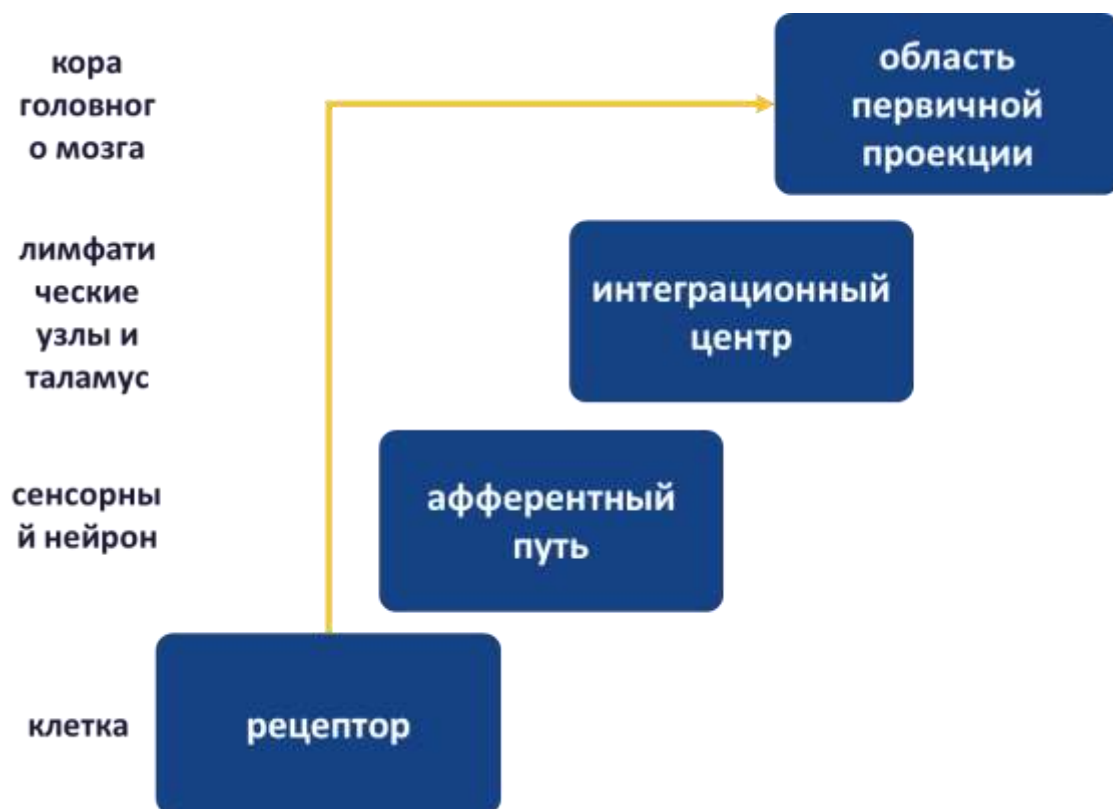 кора
головног
о мозга
область
первичной
проекции
лимфати
ческие
узлы и
таламус
интеграционный
центр
сенсорны
й нейрон
афферентный
путь
клетка
рецептор